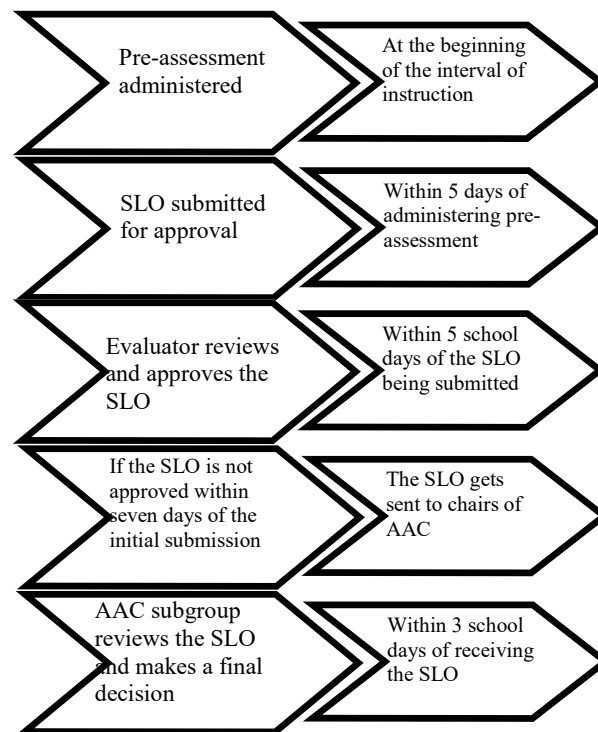 Pre-assessment
administered
At the beginning
of the interval of
instruction
SLO submitted
for approval
Within 5 days of
administering pre-
assessment
Evaluator reviews
and approves the
SLO
Within 5 school
days of the SLO
being submitted
If the SLO is not
approved within
seven days of the
initial submission
The SLO gets
sent to chairs of
AAC
AAC subgroup
reviews the SLO
and makes a final
decision
Within 3 school
days of receiving
the SLO